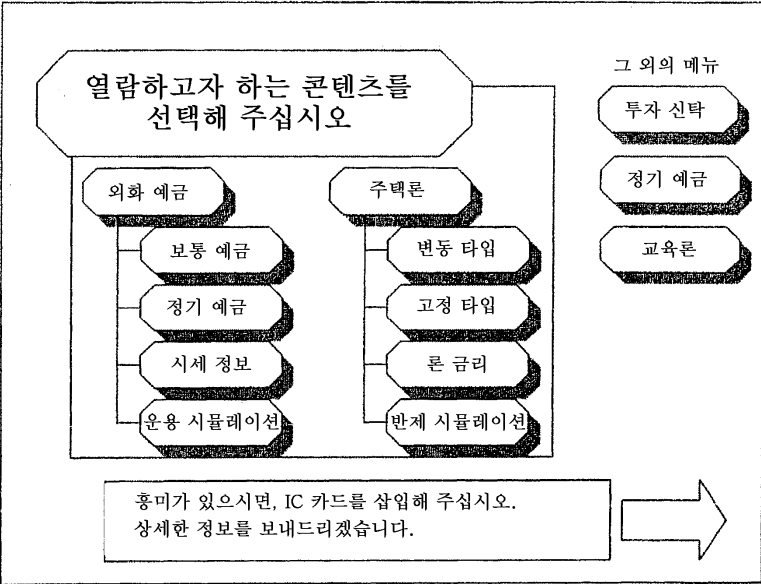 열람하고자 하는 콘텐츠를
선택해 주십시오
외화 예금
보통 예금
정기 예금
시세 정보
운용 시뮬레이션
주택론
변동 타입
고정 타입
론 금리
반제 시뮬레이션
그 외의 메뉴
투자 신탁
정기 예금
교육론
흥미가 있으시면, IC 카드를 삽입해 주십시오.
상세한 정보를 보내드리겠습니다.